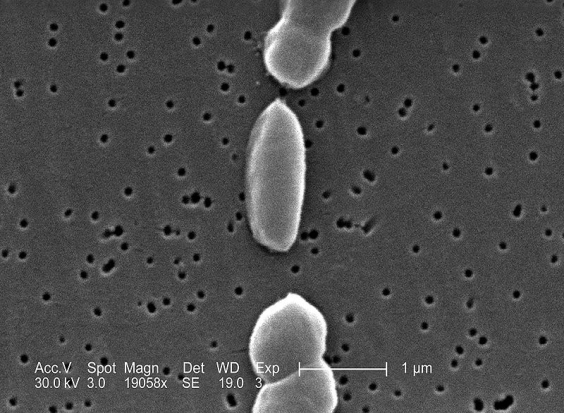 Acc.V Spot Magn Det WD Exp 1 µm
30.0 kV 3.0 19058x SE 19.0 3